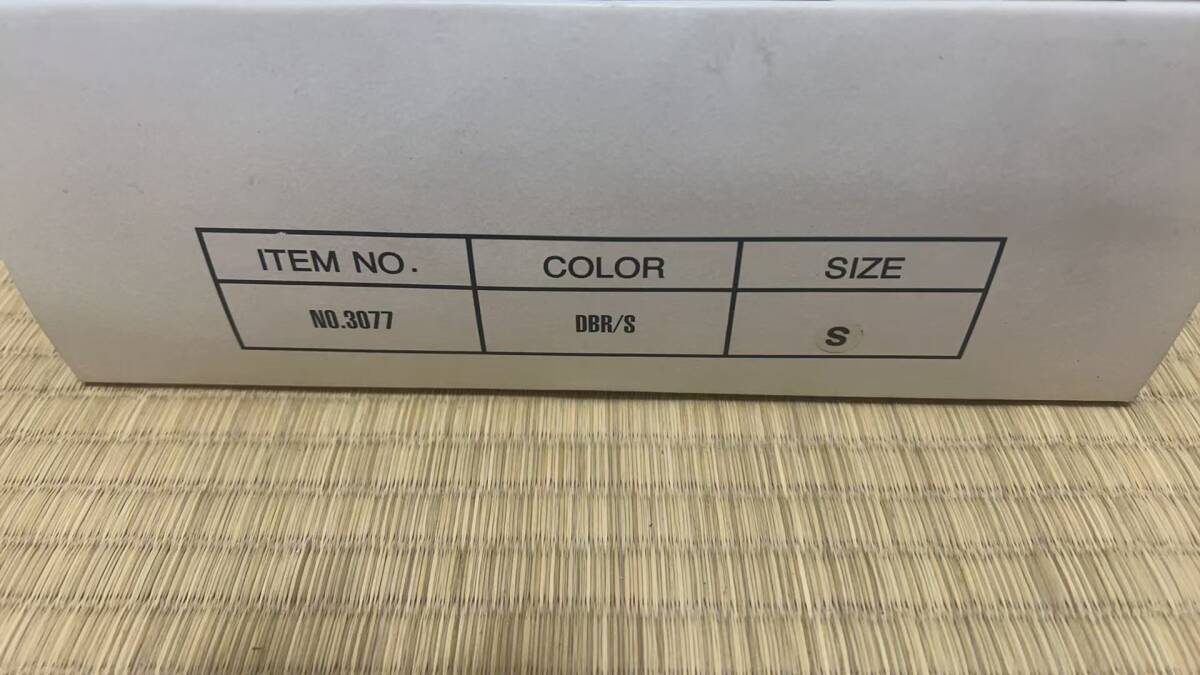 ITEM NO. COLOR SIZE
NO.3077 DBR/S S